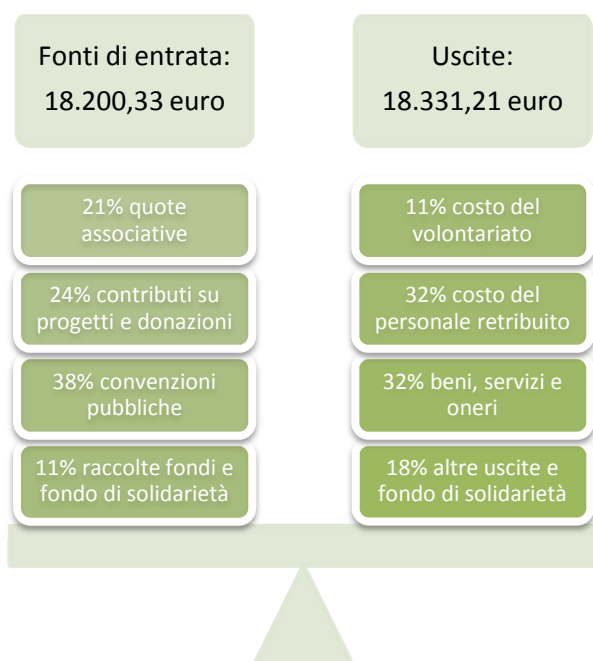 Fonti di entrata:
18.200,33 euro
21% quote
associative
24% contributi su
progetti e donazioni
38% convenzioni
pubbliche
11% raccolte fondi e
fondo di solidarietà
Uscite:
18.331,21 euro
11% costo del
volontariato
32% costo del
personale retribuito
32% beni, servizi e
oneri
18% altre uscite e
fondo di solidarietà